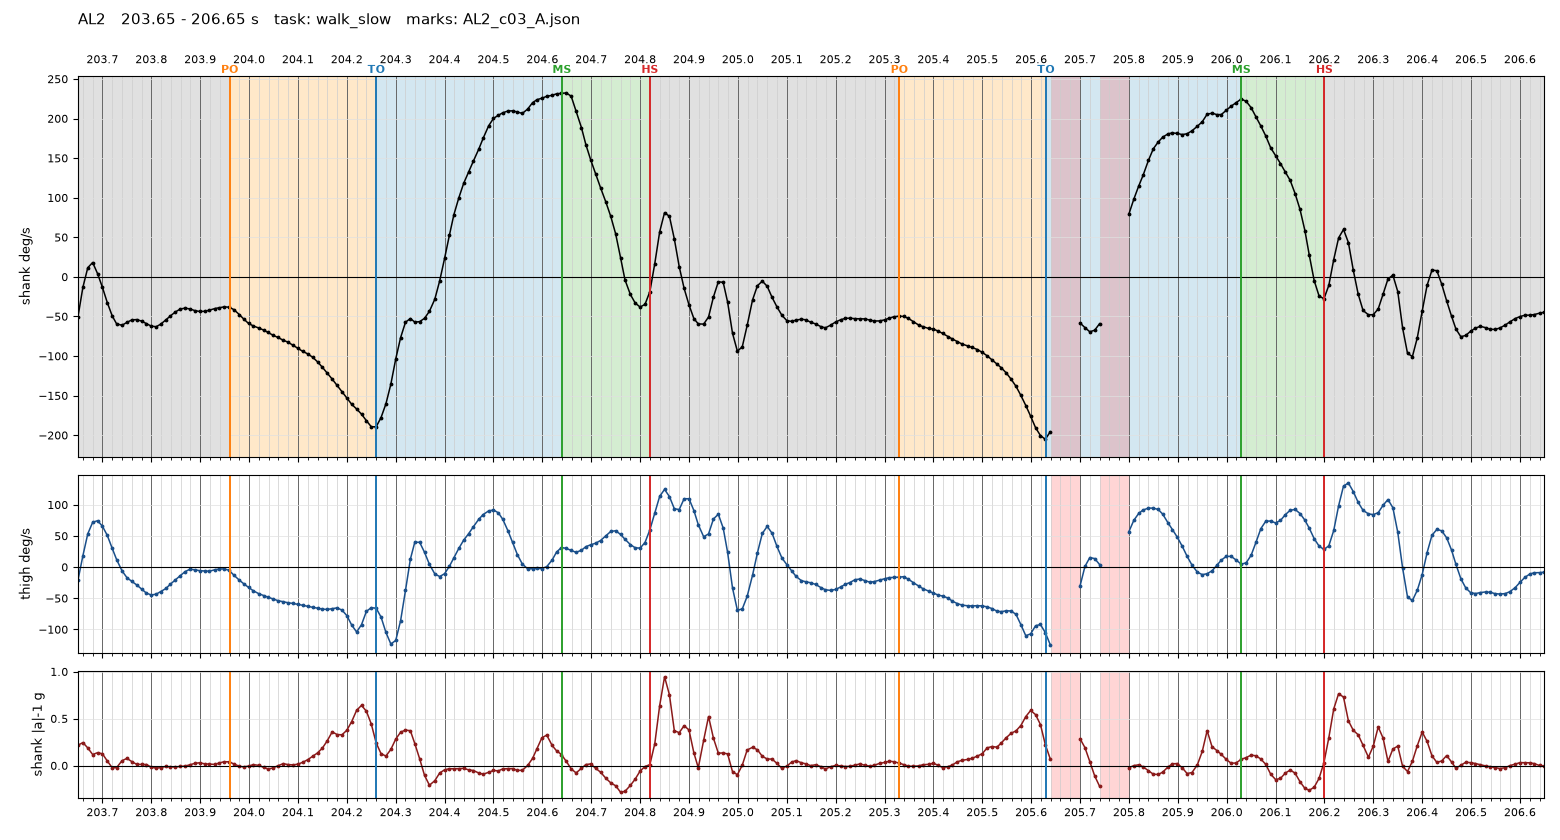 AL2   203.65 - 206.65 s   task: walk_slow   marks: AL2_c03_A.json
203.7 203.8 203.9 204.0 204.1 204.2 204.3 204.4 204.5 204.6 204.7 204.8 204.9 205.0 205.1 205.2 205.3 205.4 205.5 205.6 205.7 205.8 205.9 206.0 206.1 206.2 206.3 206.4 206.5 206.6
PO TO MS HS PO TO MS HS
shank deg/s
250
200
150
100
50
0
−50
−100
−150
−200
thigh deg/s
100
50
0
−50
−100
shank |a|-1 g
1.0
0.5
0.0
203.7 203.8 203.9 204.0 204.1 204.2 204.3 204.4 204.5 204.6 204.7 204.8 204.9 205.0 205.1 205.2 205.3 205.4 205.5 205.6 205.7 205.8 205.9 206.0 206.1 206.2 206.3 206.4 206.5 206.6